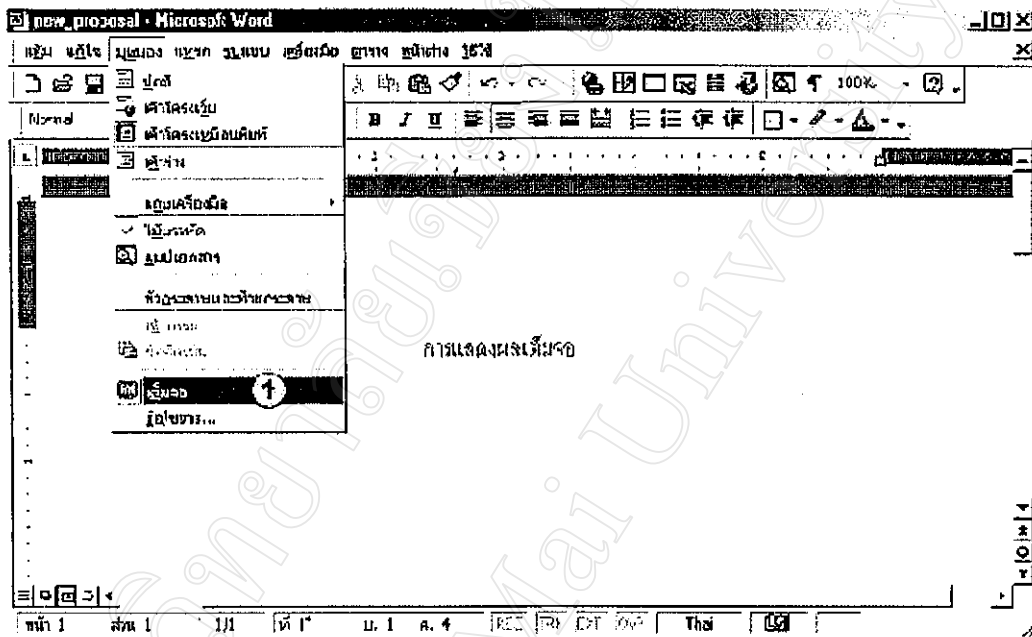 new_proposal - Microsoft Word
แฟ้ม แก้ไข มุมมอง แทรก รูปแบบ เครื่องมือ ตาราง หน้าต่าง วิธีใช้
ปกติ
เค้าโครงเว็บ
เค้าโครงเหมือนพิมพ์
เค้าร่าง
แถบเครื่องมือ
ไม้บรรทัด
ผังเอกสาร
หัวกระดาษและท้ายกระดาษ
เต็มจอ 1
ย่อ/ขยาย...
100%
Normal
B I U
การแสดงผลเต็มจอ
หน้า 1 ส่วน 1 1/1 ที่ 1" บ. 1 ค. 4 REC TRK EXT OVR Thai
ลิขสิทธิ์
Mai University